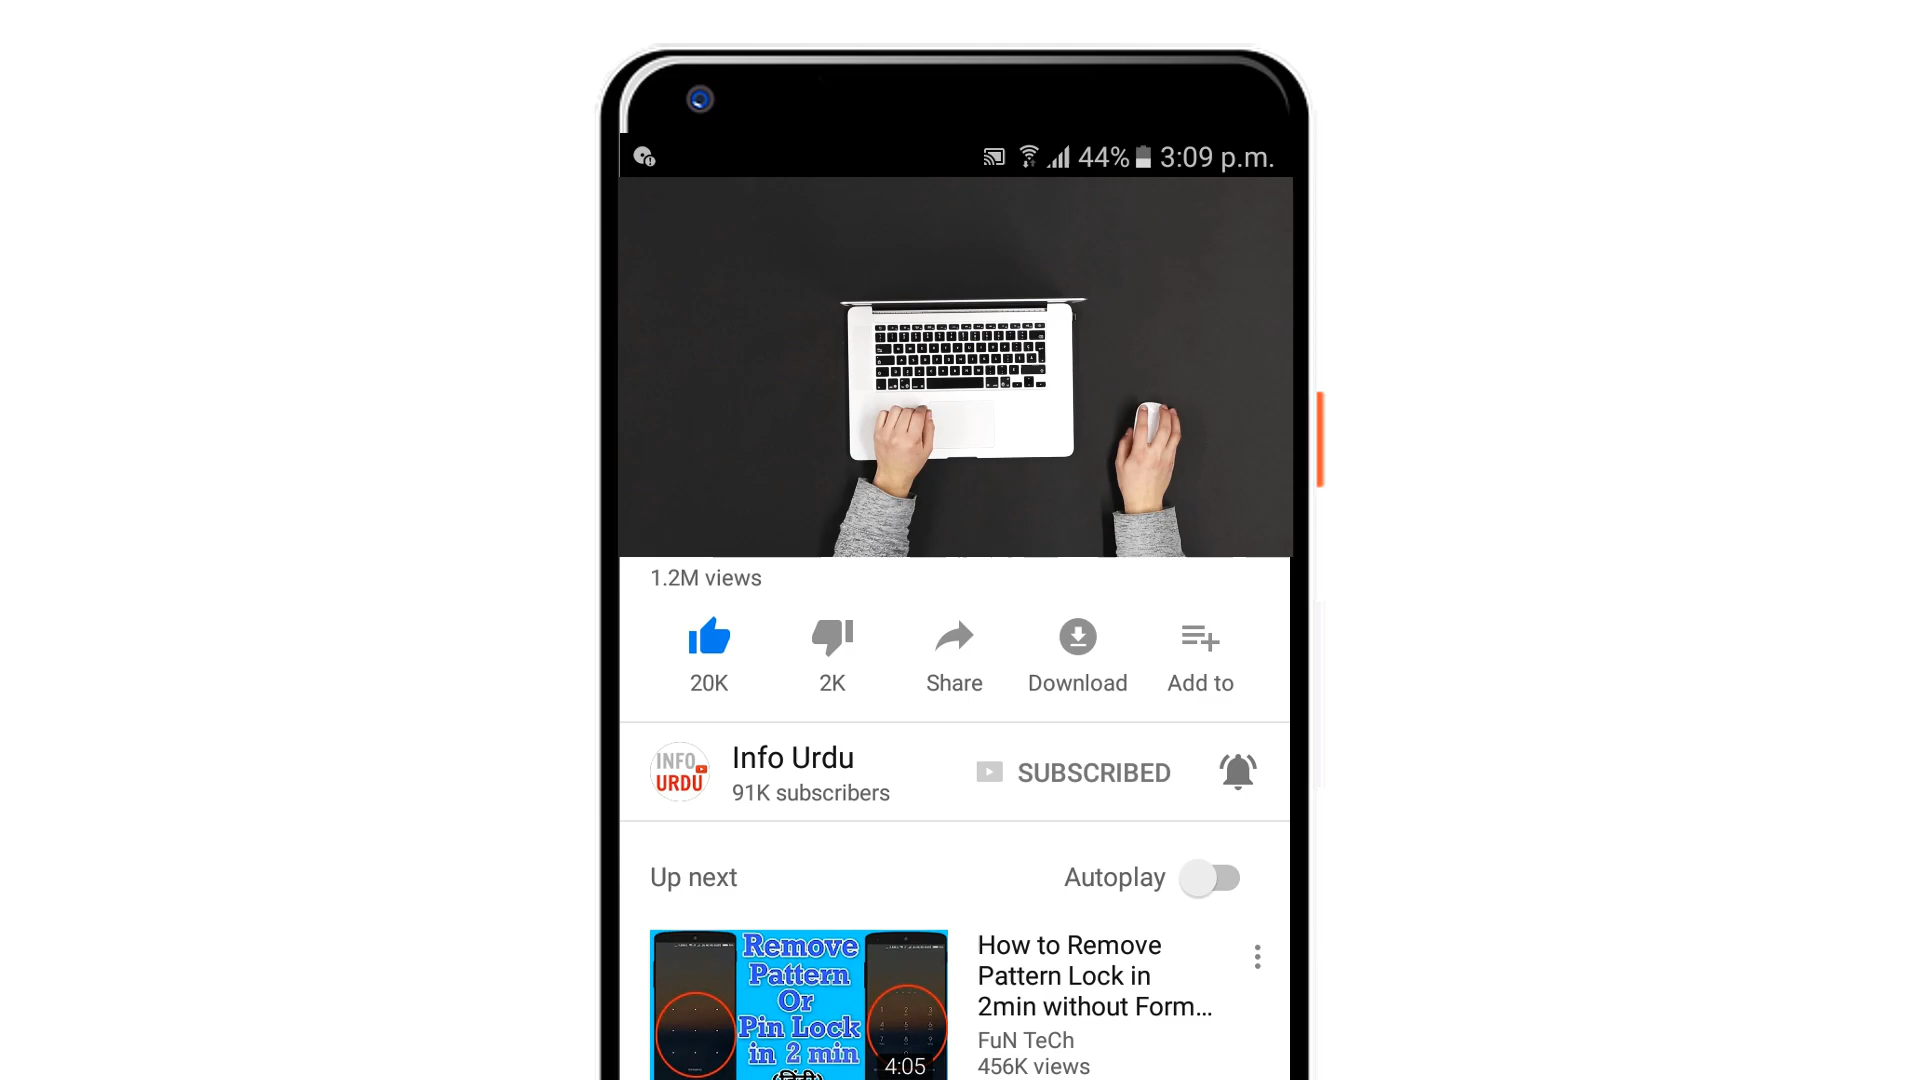 44% 3:09 p.m.
1.2M views
20K
2K
Share
Download
Add to
INFO
URDU
Info Urdu
91K subscribers
SUBSCRIBED
Up next
Autoplay
Remove
Pattern
Or
Pin Lock
in 2 min
4:05
How to Remove
Pattern Lock in
2min without Form...
FuN TeCh
456K views